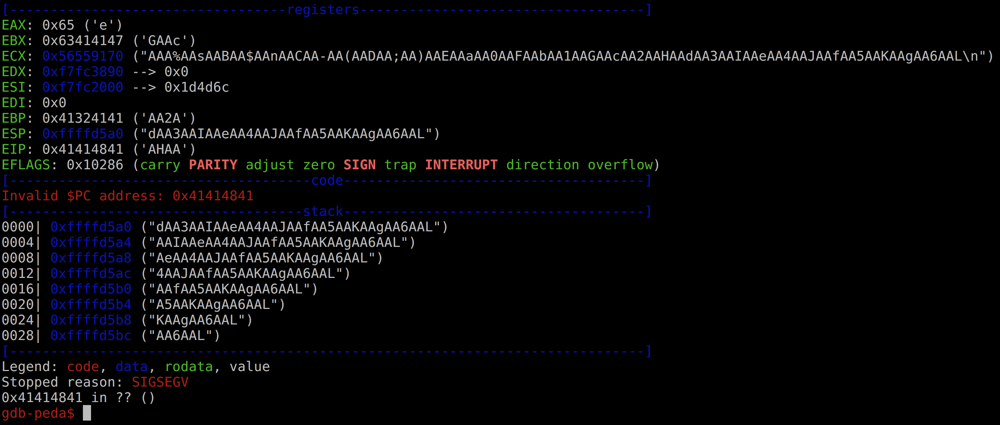 [----------------------------------registers-----------------------------------]
EAX: 0x65 ('e')
EBX: 0x63414147 ('GAAc')
ECX: 0x56559170 ("AAA%AAsAABAA$AAnAACAA-AA(AADAA;AA)AAEAAaAA0AAFAAbAA1AAGAAcAA2AAHAAdAA3AAIAAeAA4AAJAAfAA5AAKAAgAA6AAL\n")
EDX: 0xf7fc3890 --> 0x0
ESI: 0xf7fc2000 --> 0x1d4d6c
EDI: 0x0
EBP: 0x41324141 ('AA2A')
ESP: 0xffffd5a0 ("dAA3AAIAAeAA4AAJAAfAA5AAKAAgAA6AAL")
EIP: 0x41414841 ('AHAA')
EFLAGS: 0x10286 (carry PARITY adjust zero SIGN trap INTERRUPT direction overflow)
[-------------------------------------code-------------------------------------]
Invalid $PC address: 0x41414841
[------------------------------------stack-------------------------------------]
0000| 0xffffd5a0 ("dAA3AAIAAeAA4AAJAAfAA5AAKAAgAA6AAL")
0004| 0xffffd5a4 ("AAIAAeAA4AAJAAfAA5AAKAAgAA6AAL")
0008| 0xffffd5a8 ("AeAA4AAJAAfAA5AAKAAgAA6AAL")
0012| 0xffffd5ac ("4AAJAAfAA5AAKAAgAA6AAL")
0016| 0xffffd5b0 ("AAfAA5AAKAAgAA6AAL")
0020| 0xffffd5b4 ("A5AAKAAgAA6AAL")
0024| 0xffffd5b8 ("KAAgAA6AAL")
0028| 0xffffd5bc ("AA6AAL")
[------------------------------------------------------------------------------]
Legend: code, data, rodata, value
Stopped reason: SIGSEGV
0x41414841 in ?? ()
gdb-peda$